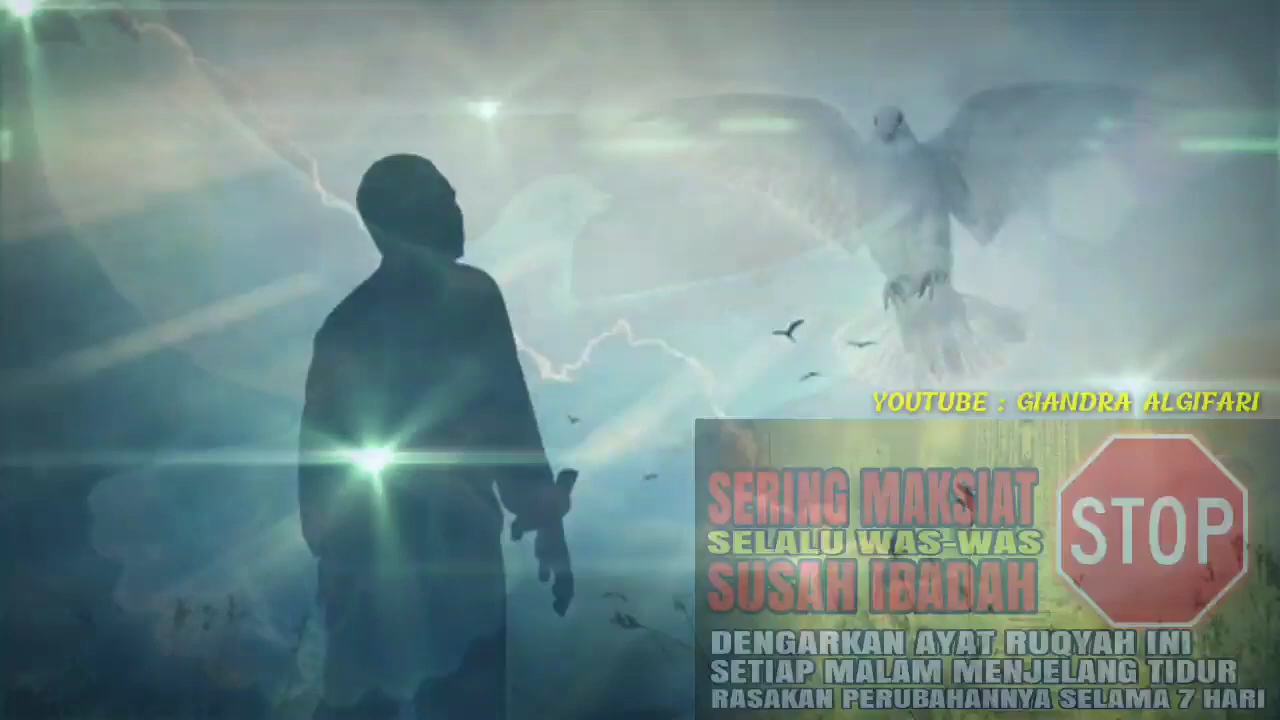 YOUTUBE : GIANDRA ALGIFARI
SERING MAKSIAT
SELALU WAS-WAS
SUSAH IBADAH
STOP
DENGARKAN AYAT RUQYAH INI
SETIAP MALAM MENJELANG TIDUR
RASAKAN PERUBAHANNYA SELAMA 7 HARI